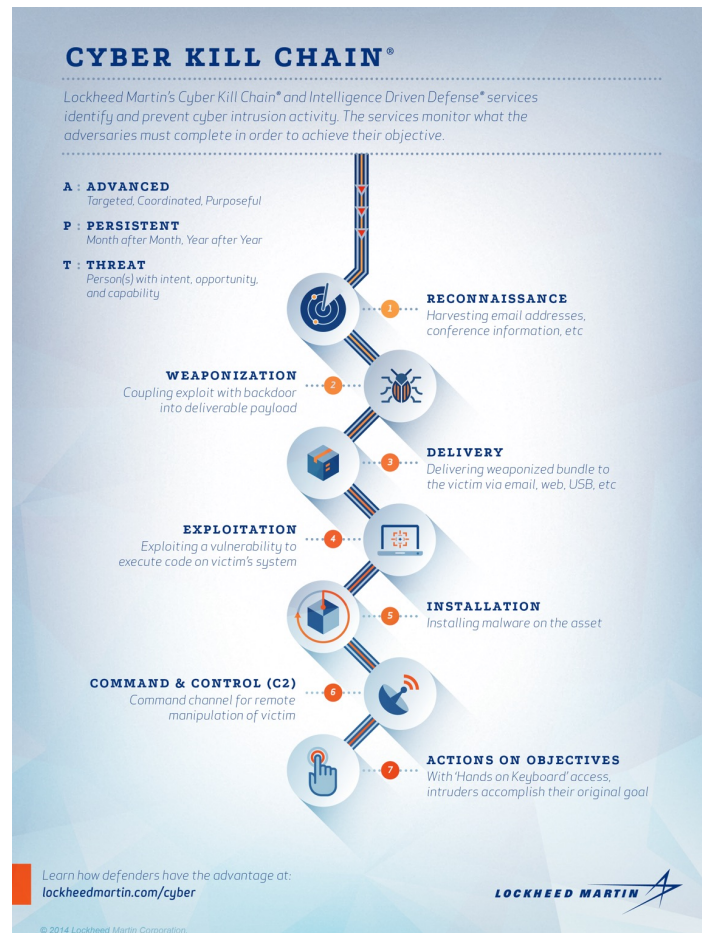 CYBER KILL CHAIN®
Lockheed Martin's Cyber Kill Chain® and Intelligence Driven Defense® services
identify and prevent cyber intrusion activity. The services monitor what the
adversaries must complete in order to achieve their objective.
A : ADVANCED
Targeted, Coordinated, Purposeful
P : PERSISTENT
Month after Month, Year after Year
T : THREAT
Person(s) with intent, opportunity,
and capability
1
RECONNAISSANCE
Harvesting email addresses,
conference information, etc
WEAPONIZATION
Coupling exploit with backdoor
into deliverable payload
2
3
DELIVERY
Delivering weaponized bundle to
the victim via email, web, USB, etc
EXPLOITATION
Exploiting a vulnerability to
execute code on victim's system
4
5
INSTALLATION
Installing malware on the asset
COMMAND & CONTROL (C2)
Command channel for remote
manipulation of victim
6
7
ACTIONS ON OBJECTIVES
With 'Hands on Keyboard' access,
intruders accomplish their original goal
Learn how defenders have the advantage at:
lockheedmartin.com/cyber
LOCKHEED MARTIN
© 2014 Lockheed Martin Corporation